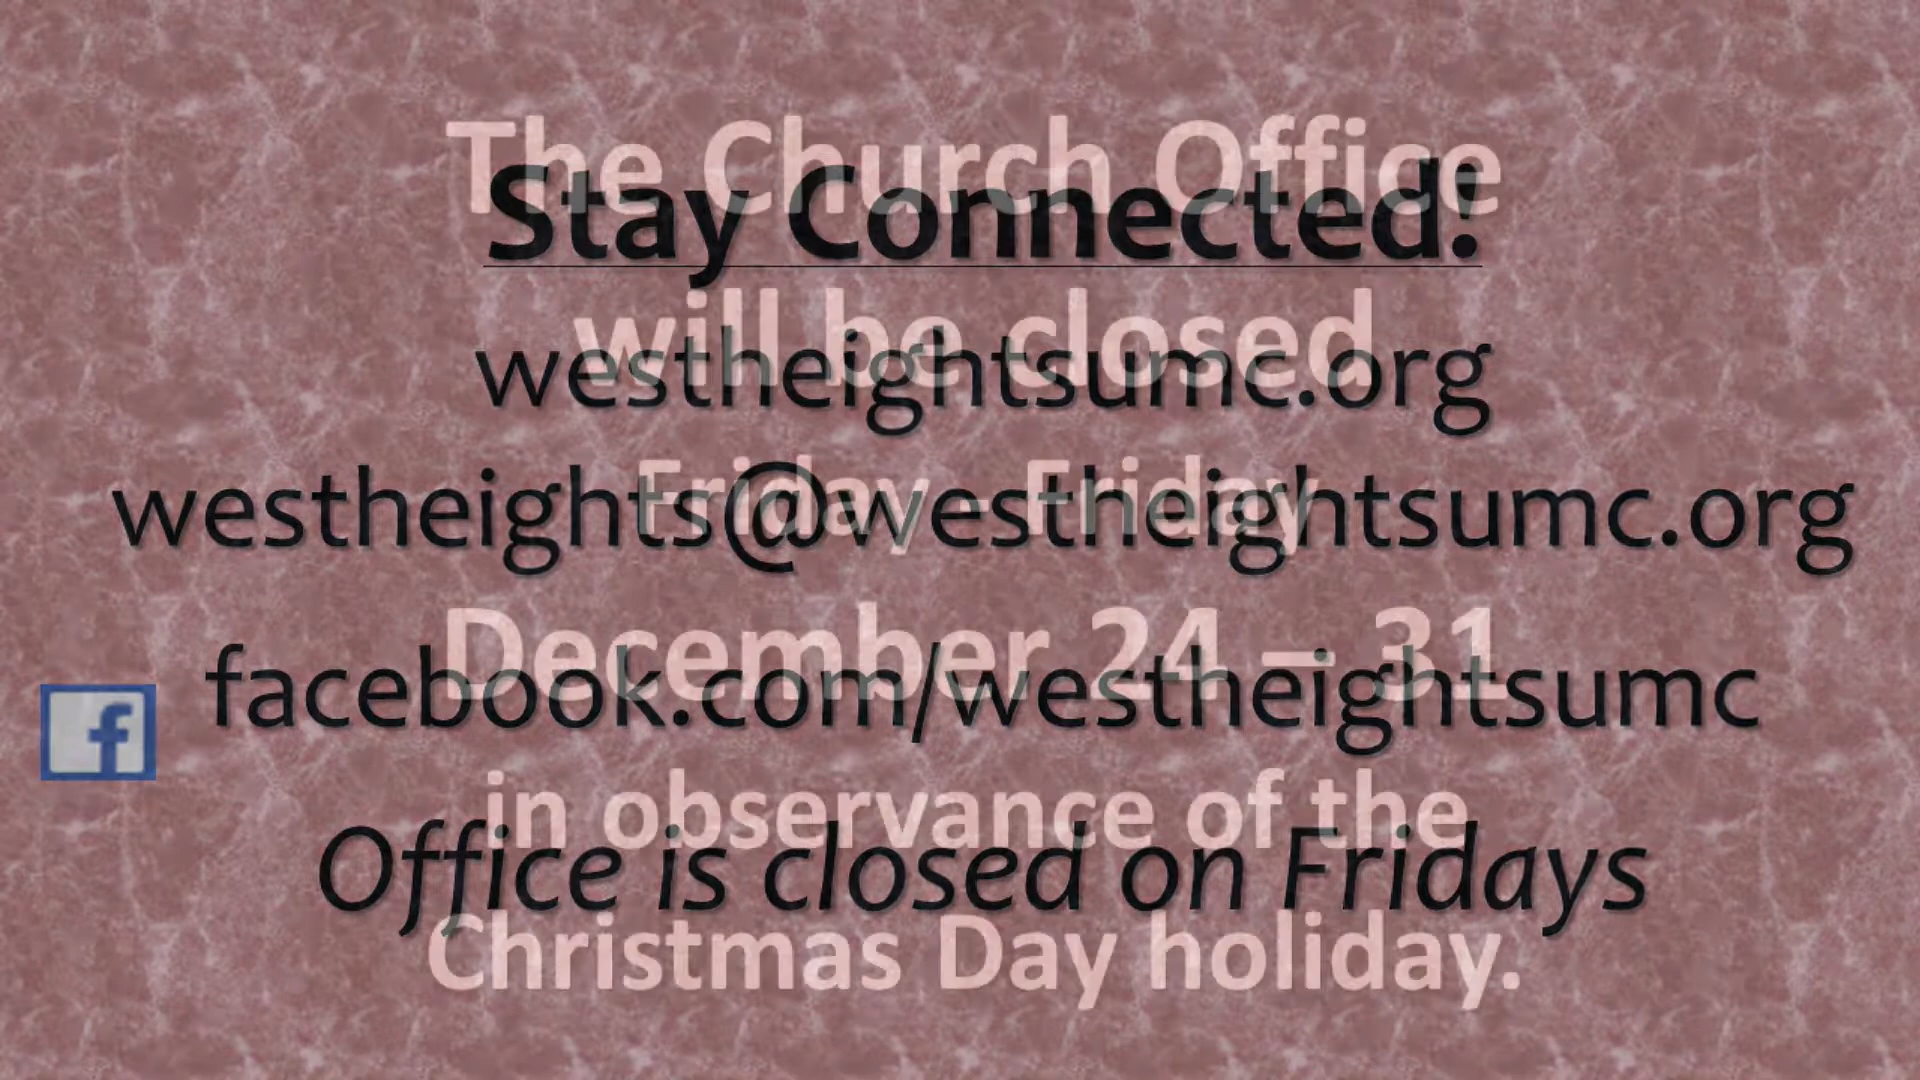 The Church Office
will be closed
Friday - Friday
December 24 – 31
in observance of the
Christmas Day holiday.
Stay Connected!
westheightsumc.org
westheights@westheightsumc.org
f
facebook.com/westheightsumc
Office is closed on Fridays